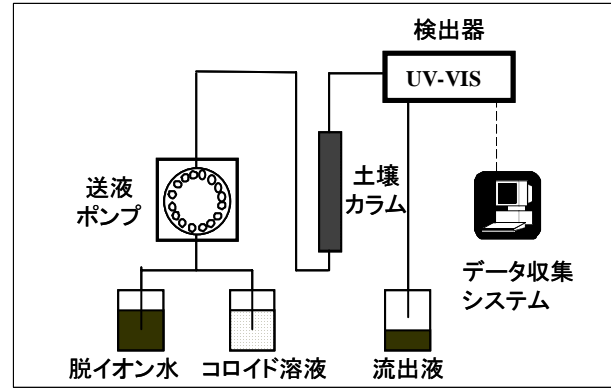 検出器
UV-VIS
送液
ポンプ
土壌
カラム
データ収集
システム
脱イオン水
コロイド溶液
流出液